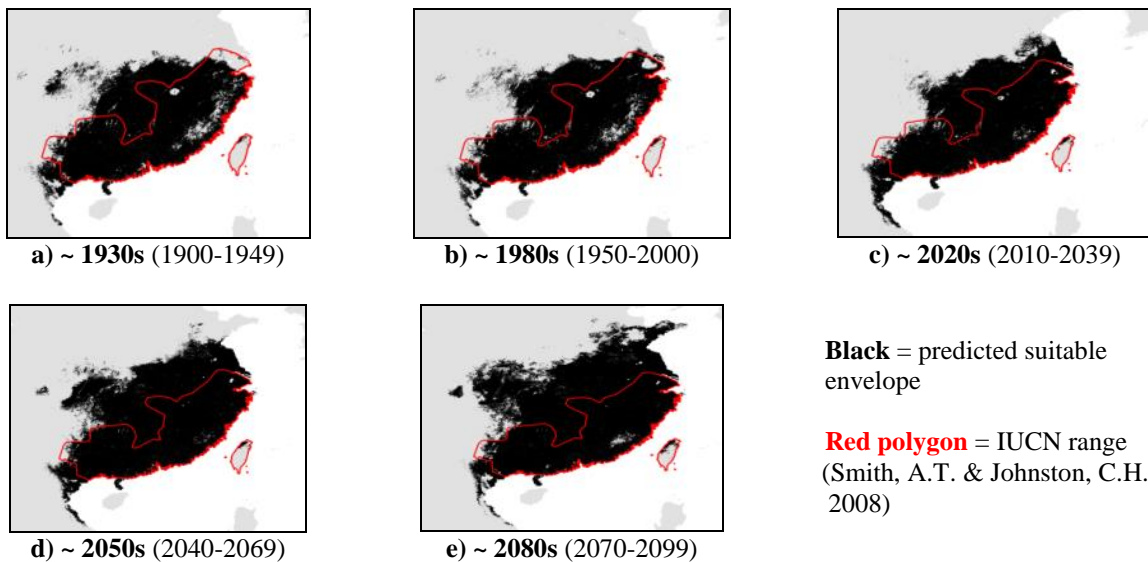 a) ~ 1930s (1900-1949)
b) ~ 1980s (1950-2000)
c) ~ 2020s (2010-2039)
d) ~ 2050s (2040-2069)
e) ~ 2080s (2070-2099)
Black = predicted suitable
envelope
Red polygon = IUCN range
(Smith, A.T. & Johnston, C.H.
2008)